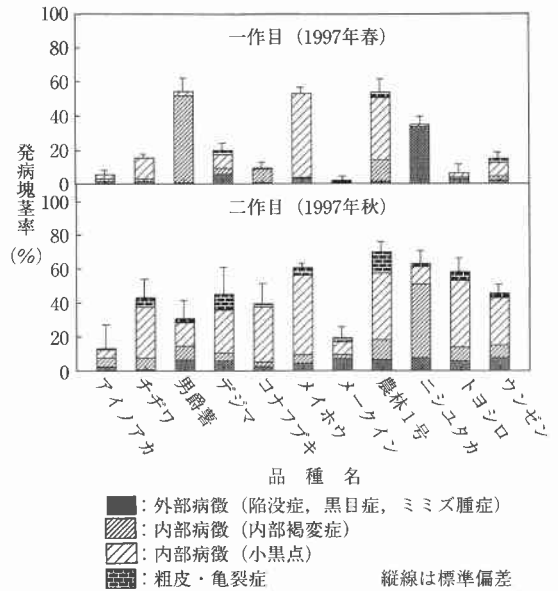 100
一作目（1997年春）
80
60
40
20
0
発病塊茎率
（%）
二作目（1997年秋）
100
80
60
40
20
0
アイノアカ
チヂワ
男爵薯
デジマ
コナフブキ
メイホウ
メークイン
農林1号
ニシユタカ
トヨシロ
ウンゼン
品種名
：外部病徴（陥没症，黒目症，ミミズ腫症）
：内部病徴（内部褐変症）
：内部病徴（小黒点）
：粗皮・亀裂症　縦線は標準偏差